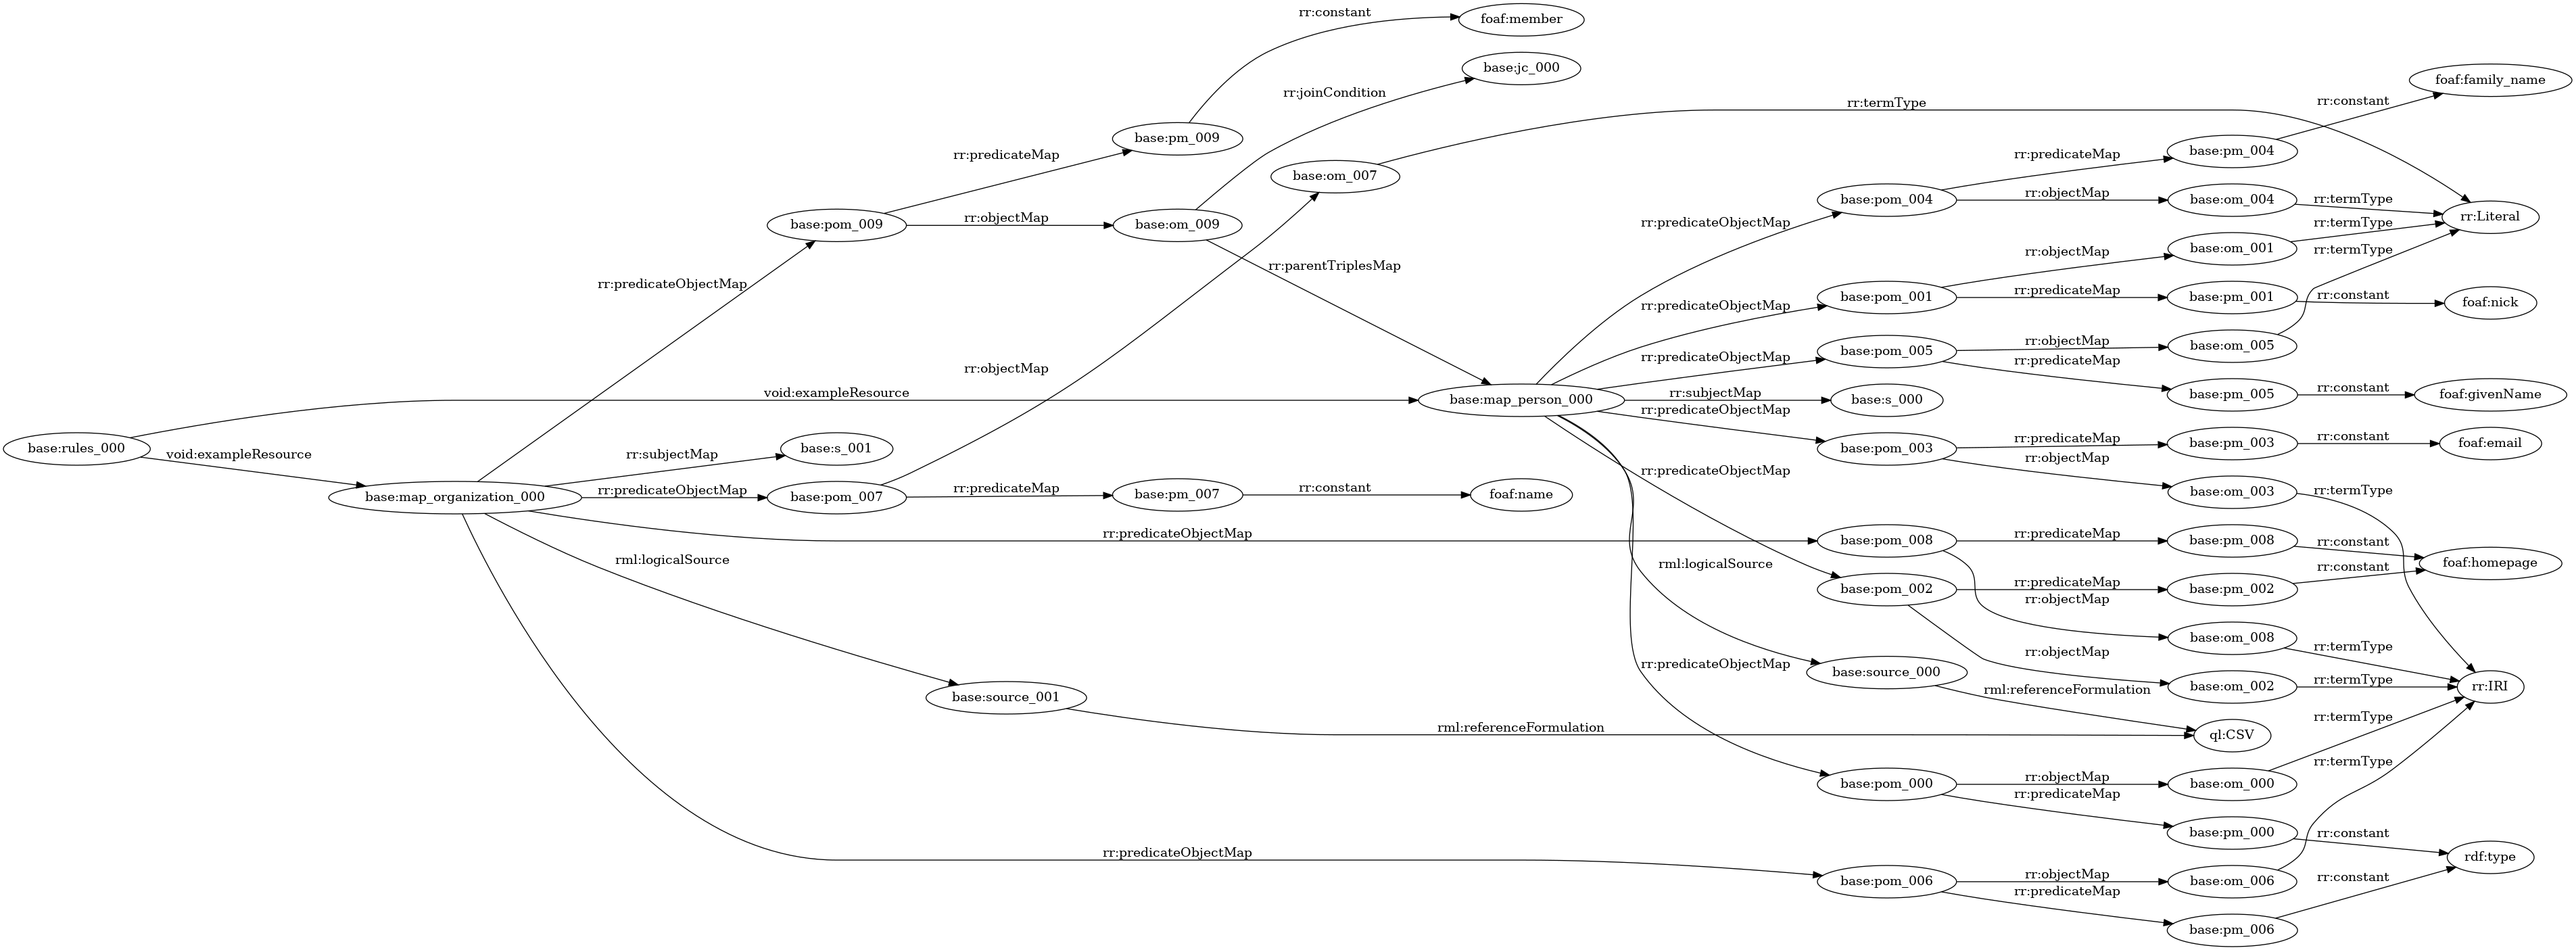 rr:constant
foaf:member
base:jc_000
rr:joinCondition
foaf:family_name
rr:constant
rr:termType
base:pm_009
rr:predicateMap
base:pm_004
rr:predicateMap
base:om_007
rr:predicateMap
base:pom_004
rr:objectMap
base:om_004
rr:termType
rr:Literal
base:pom_009
rr:objectMap
base:om_009
rr:predicateObjectMap
rr:termType
base:om_001
rr:objectMap
rr:termType
rr:parentTriplesMap
rr:predicateObjectMap
base:pom_001
rr:predicateMap
base:pm_001
rr:constant
foaf:nick
rr:predicateObjectMap
rr:objectMap
base:om_005
rr:predicateObjectMap
base:pom_005
rr:predicateMap
rr:objectMap
void:exampleResource
base:map_person_000
rr:subjectMap
base:s_000
base:pm_005
rr:constant
foaf:givenName
rr:predicateObjectMap
base:rules_000
void:exampleResource
rr:subjectMap
base:s_001
base:pom_003
rr:predicateMap
base:pm_003
rr:constant
foaf:email
rr:objectMap
rr:predicateObjectMap
base:map_organization_000
rr:predicateObjectMap
base:pom_007
rr:predicateMap
base:pm_007
rr:constant
foaf:name
base:om_003
rr:termType
rr:predicateObjectMap
base:pom_008
rr:predicateMap
base:pm_008
rr:constant
foaf:homepage
rml:logicalSource
rml:logicalSource
rr:constant
base:pom_002
rr:predicateMap
base:pm_002
rr:objectMap
base:om_008
rr:termType
rr:objectMap
rr:predicateObjectMap
base:source_000
base:om_002
rr:termType
rr:IRI
base:source_001
rml:referenceFormulation
rml:referenceFormulation
ql:CSV
rr:termType
rr:termType
base:pom_000
rr:objectMap
base:om_000
rr:predicateMap
base:pm_000
rr:constant
rdf:type
rr:predicateObjectMap
base:pom_006
rr:objectMap
base:om_006
rr:constant
rr:predicateMap
base:pm_006